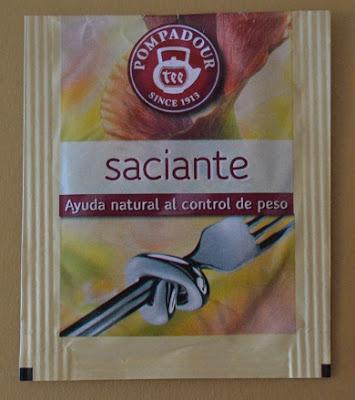 POMPADOUR
tee
SINCE 1913
saciante
Ayuda natural al control de peso